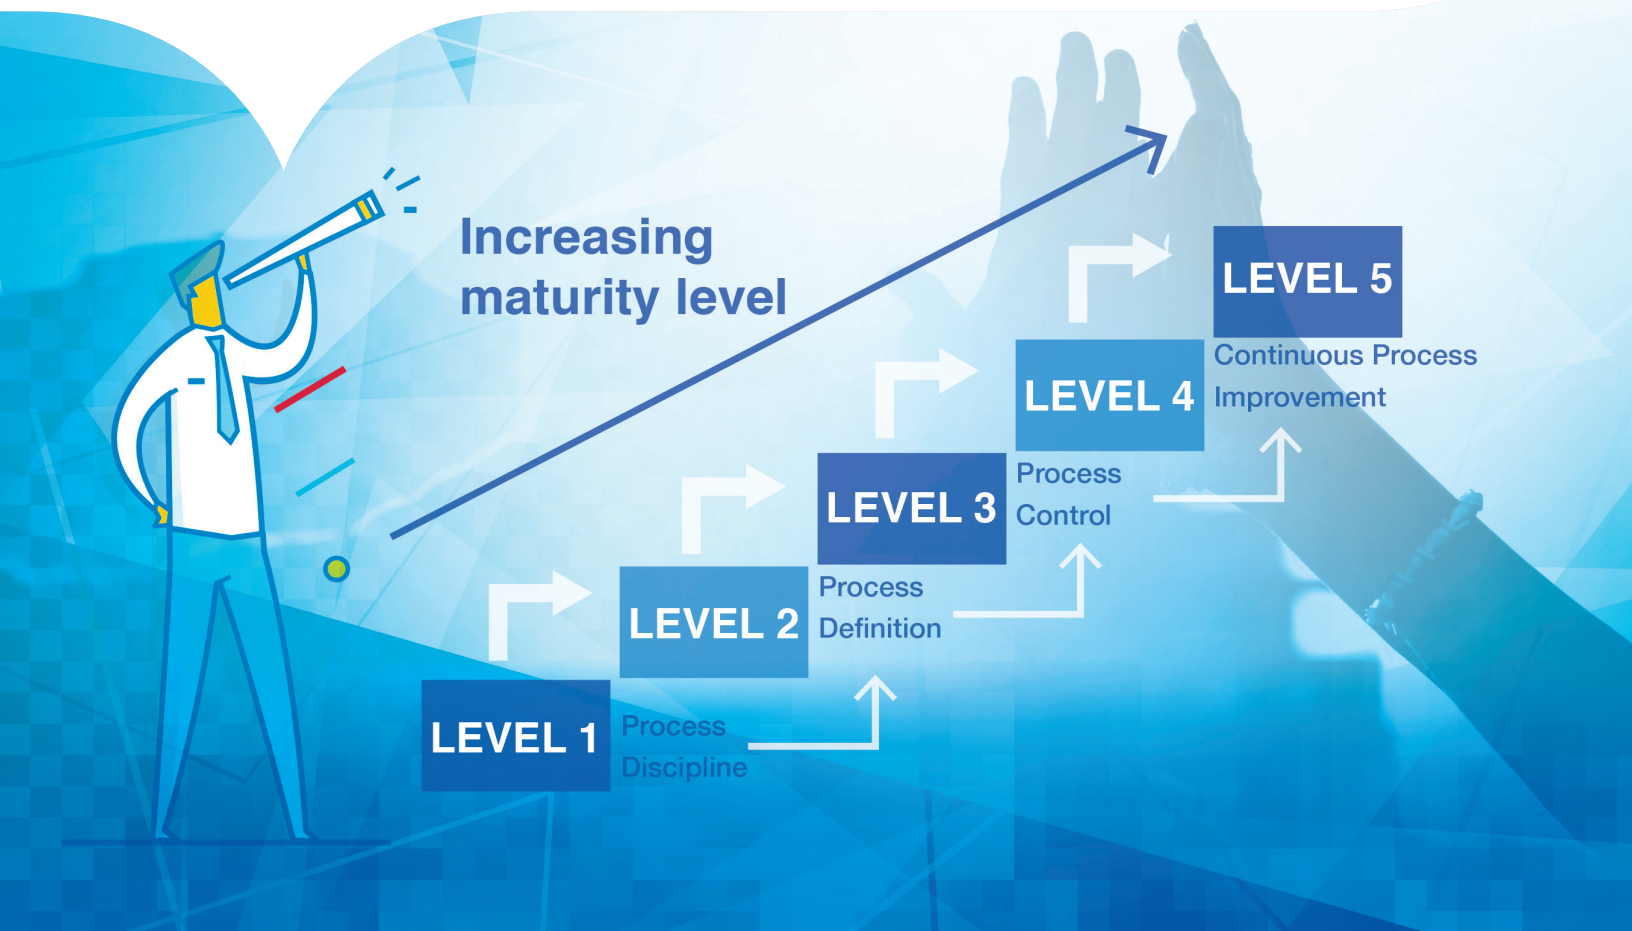 Increasing
maturity level
LEVEL 5
Continuous Process
Improvement
LEVEL 4
Process
Control
LEVEL 3
Process
Definition
LEVEL 2
LEVEL 1
Process
Discipline